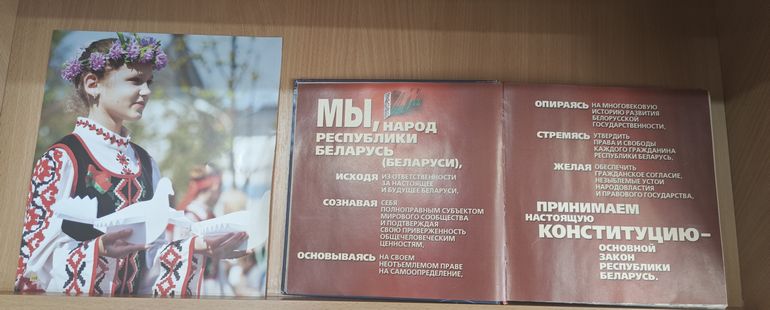 МЫ, НАРОД
РЕСПУБЛИКИ
БЕЛАРУСЬ
(БЕЛАРУСИ),
ИСХОДЯ ИЗ ОТВЕТСТВЕННОСТИ
ЗА НАСТОЯЩЕЕ
И БУДУЩЕЕ БЕЛАРУСИ,
СОЗНАВАЯ СЕБЯ
ПОЛНОПРАВНЫМ СУБЪЕКТОМ
МИРОВОГО СООБЩЕСТВА
И ПОДТВЕРЖДАЯ
СВОЮ ПРИВЕРЖЕННОСТЬ
ОБЩЕЧЕЛОВЕЧЕСКИМ
ЦЕННОСТЯМ,
ОСНОВЫВАЯСЬ НА СВОЕМ
НЕОТЪЕМЛЕМОМ ПРАВЕ
НА САМООПРЕДЕЛЕНИЕ,
ОПИРАЯСЬ НА МНОГОВЕКОВУЮ
ИСТОРИЮ РАЗВИТИЯ
БЕЛОРУССКОЙ
ГОСУДАРСТВЕННОСТИ,
СТРЕМЯСЬ УТВЕРДИТЬ
ПРАВА И СВОБОДЫ
КАЖДОГО ГРАЖДАНИНА
РЕСПУБЛИКИ БЕЛАРУСЬ,
ЖЕЛАЯ ОБЕСПЕЧИТЬ
ГРАЖДАНСКОЕ СОГЛАСИЕ,
НЕЗЫБЛЕМЫЕ УСТОИ
НАРОДОВЛАСТИЯ
И ПРАВОВОГО ГОСУДАРСТВА,
ПРИНИМАЕМ
НАСТОЯЩУЮ
КОНСТИТУЦИЮ–
ОСНОВНОЙ
ЗАКОН
РЕСПУБЛИКИ
БЕЛАРУСЬ.